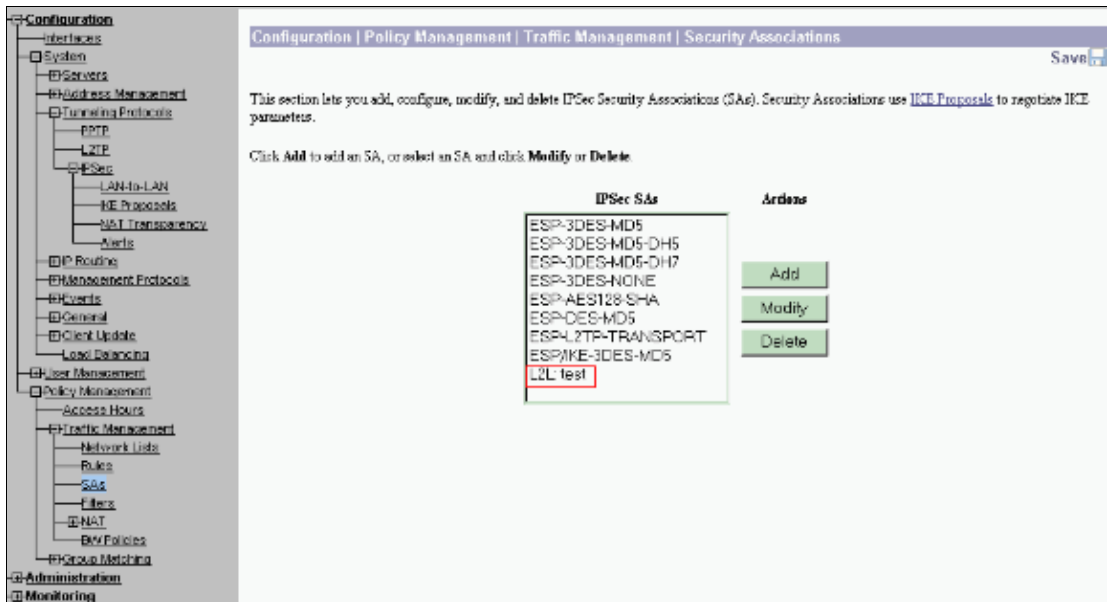 Configuration
Interfaces
System
Servers
Address Management
Tunneling Protocols
PPTP
L2TP
IPSec
LAN-to-LAN
IKE Proposals
NAT Transparency
Alerts
IP Routing
Management Protocols
Events
General
Client Update
Load Balancing
User Management
Policy Management
Access Hours
Traffic Management
Network Lists
Rules
SAs
Filters
NAT
BW Policies
Group Matching
Administration
Monitoring
Configuration | Policy Management | Traffic Management | Security Associations
Save
This section lets you add, configure, modify, and delete IPSec Security Associations (SAs). Security Associations use IKE Proposals to negotiate IKE
parameters.
Click Add to add an SA, or select an SA and click Modify or Delete.
IPSec SAs
Actions
ESP-3DES-MD5
ESP-3DES-MD5-DH5
ESP-3DES-MD5-DH7
ESP-3DES-NONE
ESP-AES128-SHA
ESP-DES-MD5
ESP-L2TP-TRANSPORT
ESP/IKE-3DES-MD5
L2L: test
Add
Modify
Delete